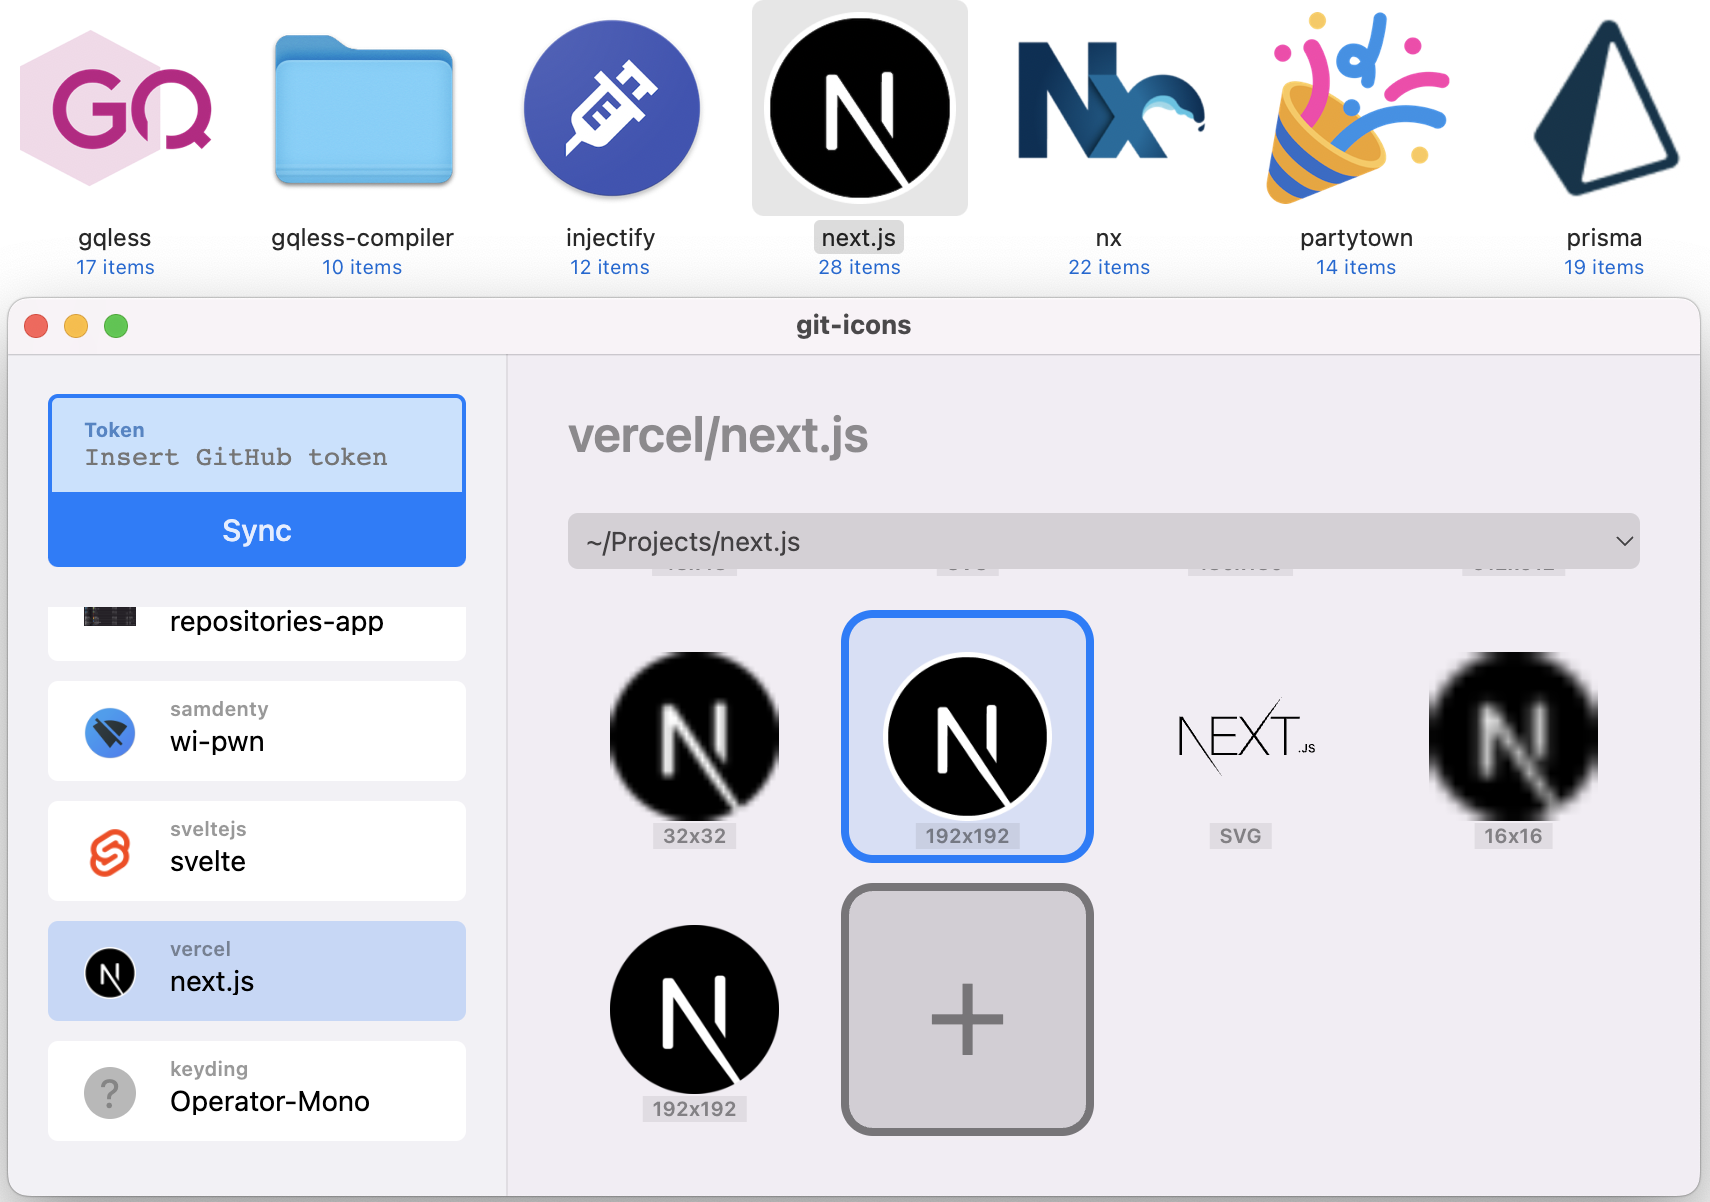 GQ
Nx
gqless
gqless-compiler
injectify
next.js
nx
partytown
prisma
17 items
10 items
12 items
28 items
22 items
14 items
19 items
git-icons
Token
Insert GitHub token
Sync
repositories-app
samdenty
wi-pwn
sveltejs
svelte
vercel
next.js
keyding
Operator-Mono
?
vercel/next.js
~/Projects/next.js
NEXT.JS
32x32
192x192
SVG
16x16
192x192